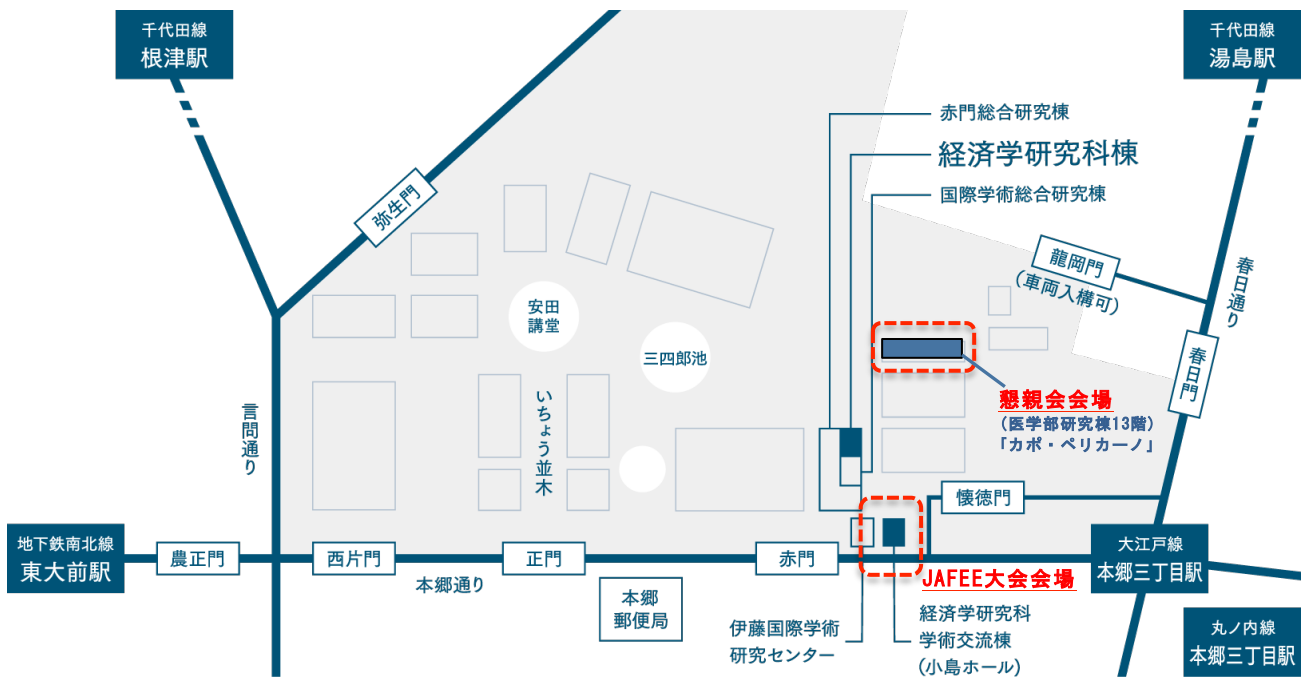 千代田線
根津駅
千代田線
湯島駅
赤門総合研究棟
経済学研究科棟
国際学術総合研究棟
弥生門
龍岡門
(車両入構可)
春日通り
安田
講堂
三四郎池
春日門
懇親会会場
(医学部研究棟13階)
「カポ・ペリカーノ」
言問通り
いちょう並木
懐徳門
地下鉄南北線
東大前駅
農正門
西片門
正門
赤門
大江戸線
本郷三丁目駅
本郷通り
JAFEE大会会場
本郷
郵便局
伊藤国際学術
研究センター
経済学研究科
学術交流棟
(小島ホール)
丸ノ内線
本郷三丁目駅